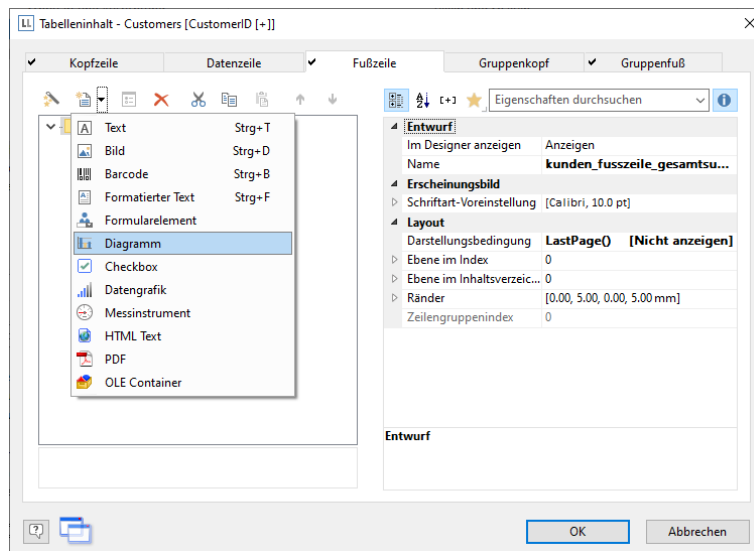 LL Tabelleninhalt - Customers [CustomerID [+]]
Kopfzeile Datenzeile Fußzeile Gruppenkopf Gruppenfuß
[+] Eigenschaften durchsuchen
Text Strg+T
Bild Strg+D
Barcode Strg+B
Formatierter Text Strg+F
Formularelement
Diagramm
Checkbox
Datengrafik
Messinstrument
HTML Text
PDF
OLE Container
Entwurf
Im Designer anzeigen Anzeigen
Name kunden_fusszeile_gesamtsu...
Erscheinungsbild
Schriftart-Voreinstellung [Calibri, 10.0 pt]
Layout
Darstellungsbedingung LastPage() [Nicht anzeigen]
Ebene im Index 0
Ebene im Inhaltsverzeic... 0
Ränder [0.00, 5.00, 0.00, 5.00 mm]
Zeilengruppenindex 0
Entwurf
OK Abbrechen